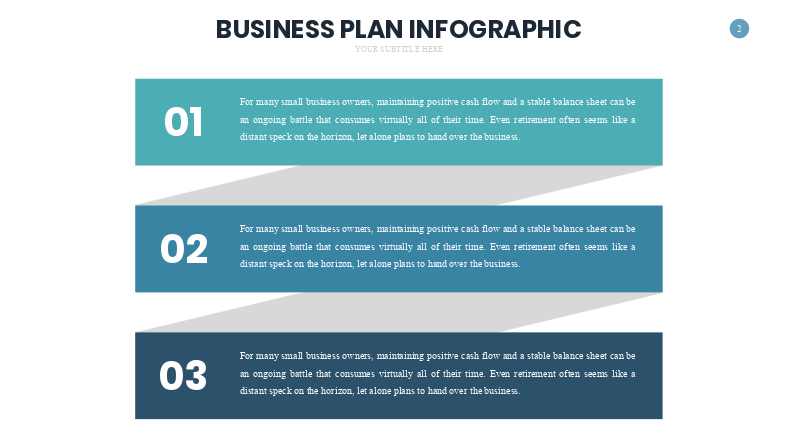 BUSINESS PLAN INFOGRAPHIC
2
YOUR SUBTITLE HERE
01
For many small business owners, maintaining positive cash flow and a stable balance sheet can be
an ongoing battle that consumes virtually all of their time. Even retirement often seems like a
distant speck on the horizon, let alone plans to hand over the business.
02
For many small business owners, maintaining positive cash flow and a stable balance sheet can be
an ongoing battle that consumes virtually all of their time. Even retirement often seems like a
distant speck on the horizon, let alone plans to hand over the business.
03
For many small business owners, maintaining positive cash flow and a stable balance sheet can be
an ongoing battle that consumes virtually all of their time. Even retirement often seems like a
distant speck on the horizon, let alone plans to hand over the business.